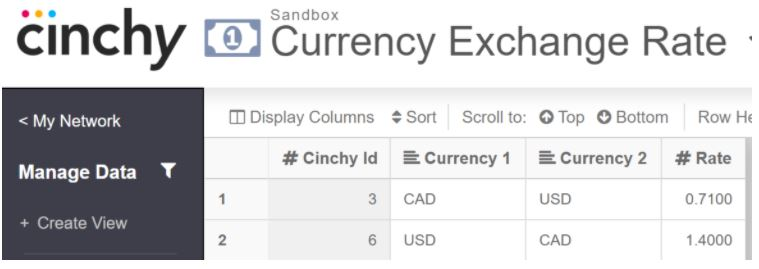 cinchy
Sandbox
1 Currency Exchange Rate
< My Network
Display Columns Sort Scroll to: Top Bottom Row He
Manage Data
# Cinchy Id Currency 1 Currency 2 # Rate
1 3 CAD USD 0.7100
+ Create View
2 6 USD CAD 1.4000